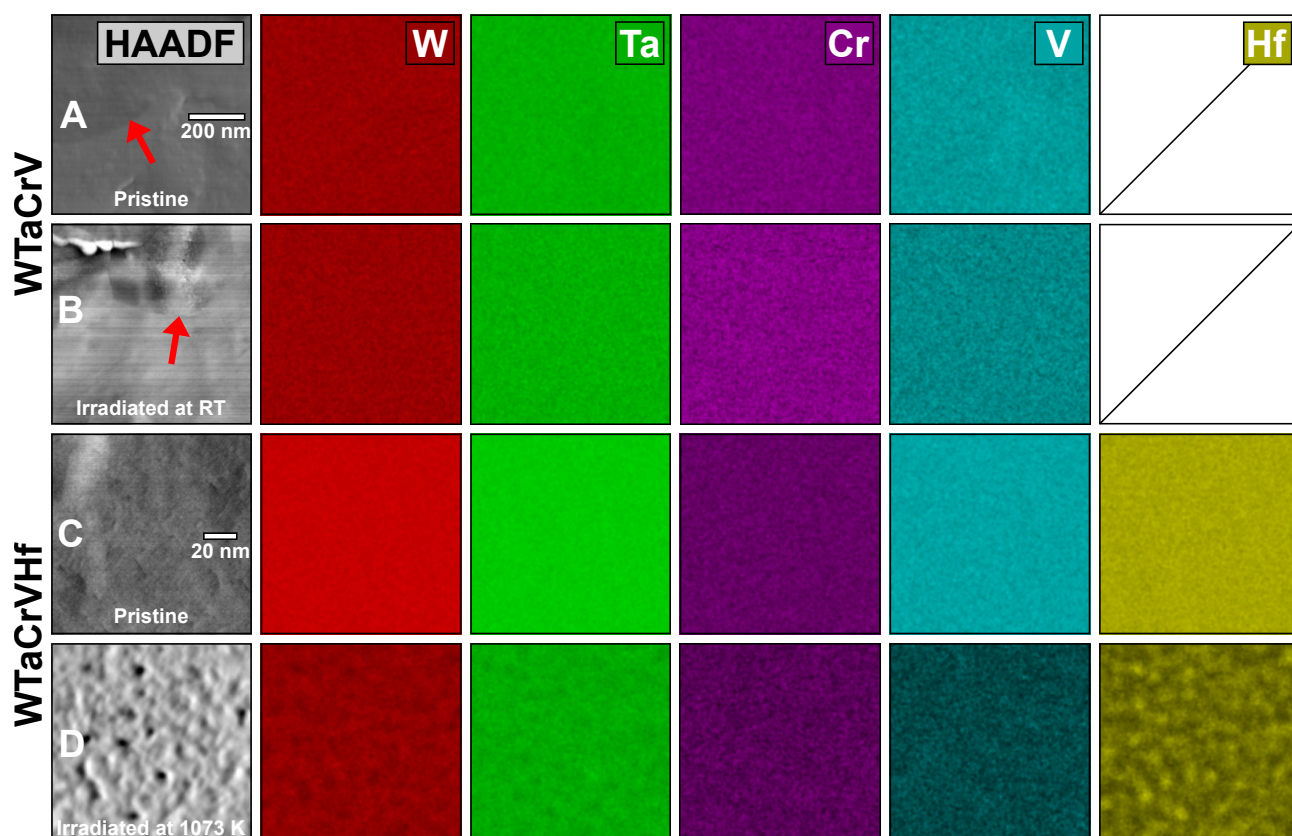 HAADF
W
Ta
Cr
V
Hf
WTaCrV
A
200 nm
Pristine
B
Irradiated at RT
WTaCrVHf
C
20 nm
Pristine
D
Irradiated at 1073 K